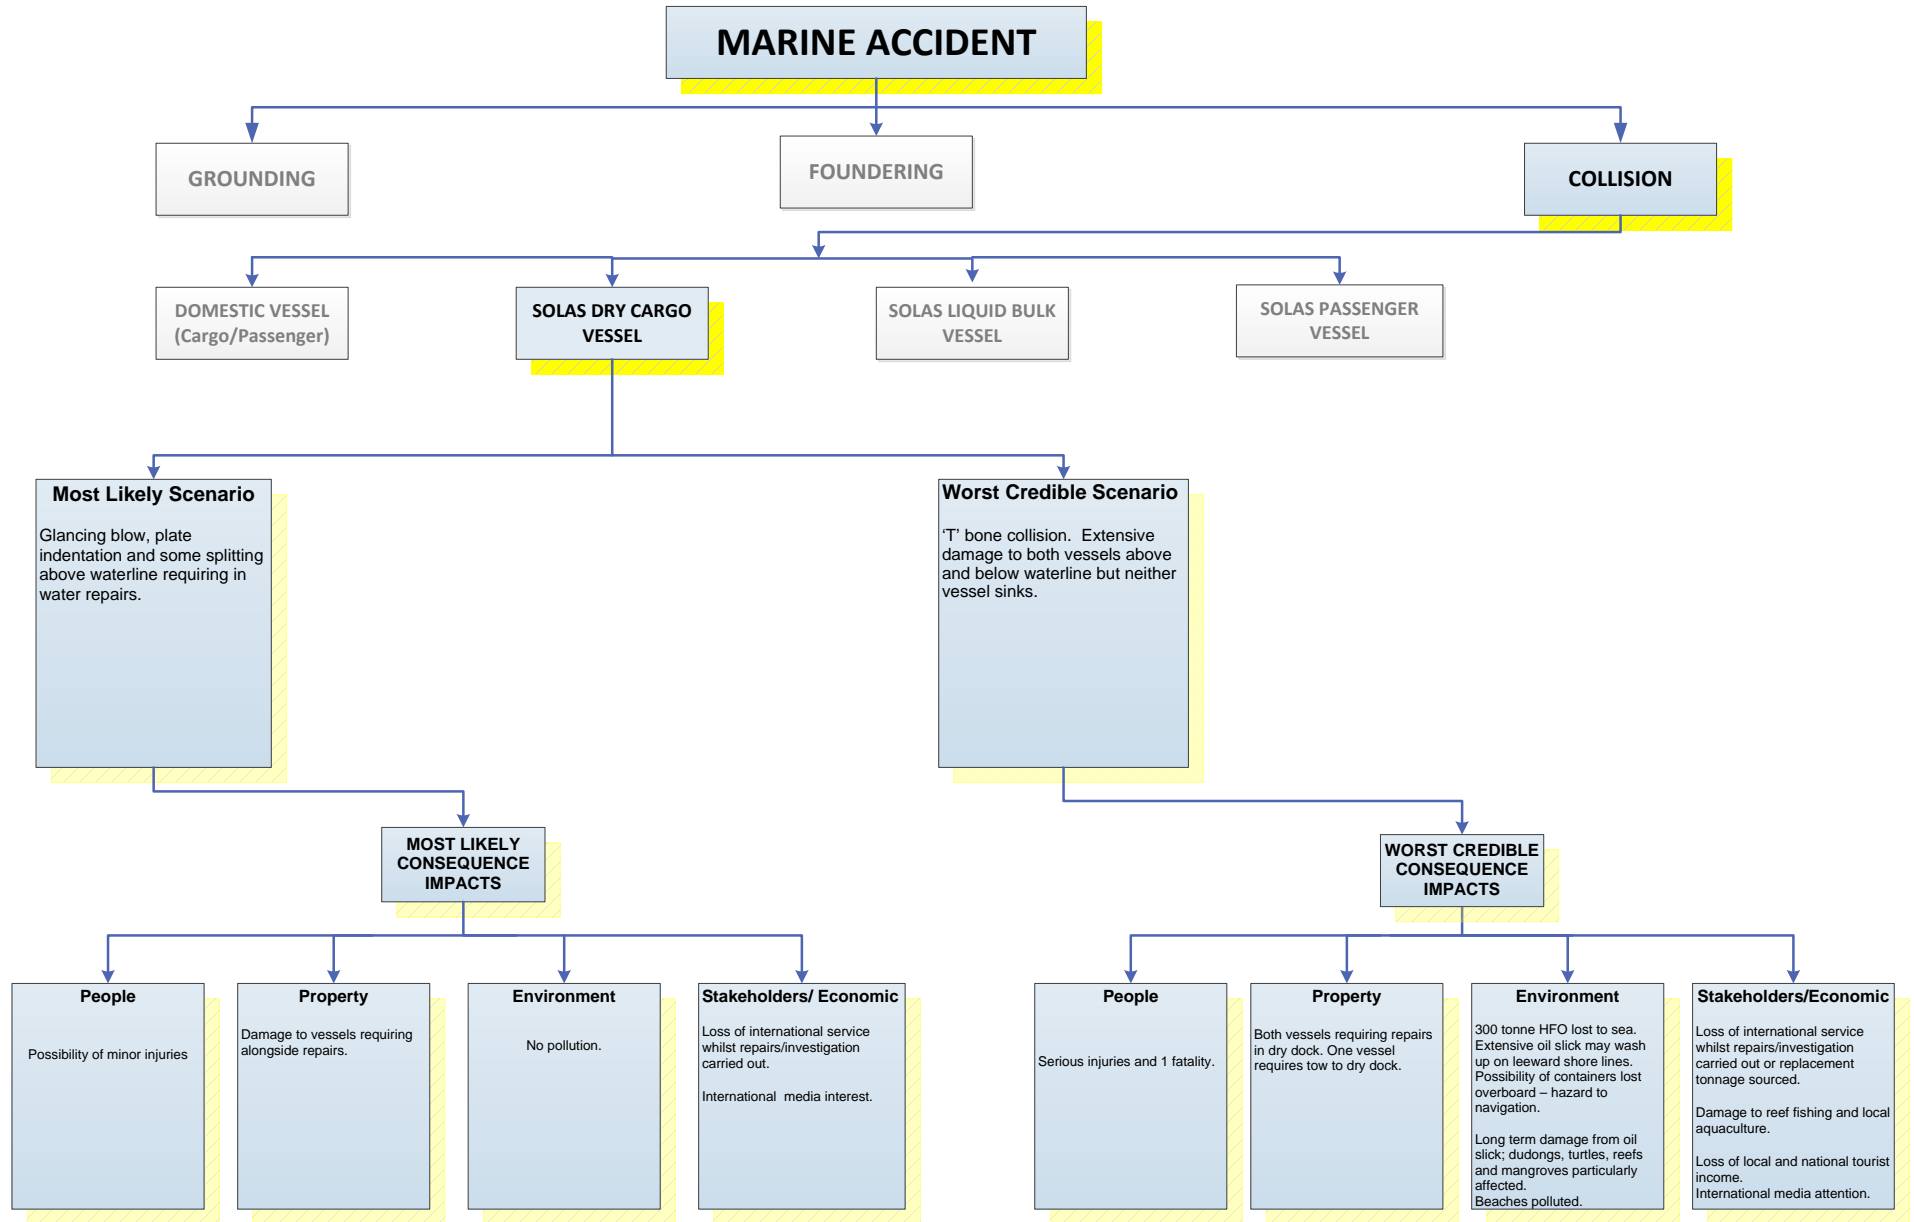 MARINE ACCIDENT
GROUNDING
FOUNDERING
COLLISION
DOMESTIC VESSEL
(Cargo/Passenger)
SOLAS DRY CARGO
VESSEL
SOLAS LIQUID BULK
VESSEL
SOLAS PASSENGER
VESSEL
Most Likely Scenario
Glancing blow, plate
indentation and some splitting
above waterline requiring in
water repairs.
Worst Credible Scenario
‘T’ bone collision.  Extensive
damage to both vessels above
and below waterline but neither
vessel sinks.
MOST LIKELY
CONSEQUENCE
IMPACTS
WORST CREDIBLE
CONSEQUENCE
IMPACTS
People
Possibility of minor injuries
Property
Damage to vessels requiring
alongside repairs.
Environment
No pollution.
Stakeholders/ Economic
Loss of international service
whilst repairs/investigation
carried out.
International  media interest.
People
Serious injuries and 1 fatality.
Property
Both vessels requiring repairs
in dry dock. One vessel
requires tow to dry dock.
Environment
300 tonne HFO lost to sea.
Extensive oil slick may wash
up on leeward shore lines.
Possibility of containers lost
overboard – hazard to
navigation.
Long term damage from oil
slick; dudongs, turtles, reefs
and mangroves particularly
affected.
Beaches polluted.
Stakeholders/Economic
Loss of international service
whilst repairs/investigation
carried out or replacement
tonnage sourced.
Damage to reef fishing and local
aquaculture.
Loss of local and national tourist
income.
International media attention.